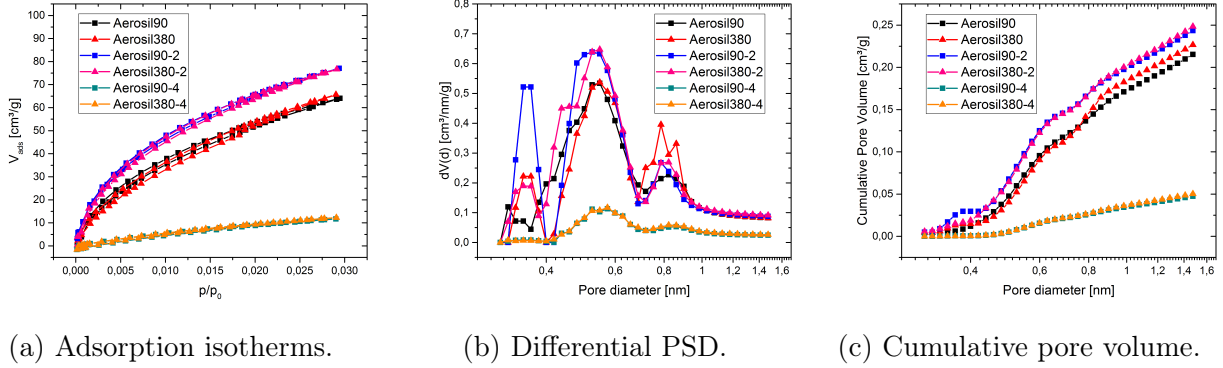 V_ads [cm³/g]
100
90
80
70
60
50
40
30
20
10
0
Aerosil90
Aerosil380
Aerosil90-2
Aerosil380-2
Aerosil90-4
Aerosil380-4
0,000 0,005 0,010 0,015 0,020 0,025 0,030
p/p₀
dV(d) [cm³/nm/g]
0,8
0,7
0,6
0,5
0,4
0,3
0,2
0,1
0,0
Aerosil90
Aerosil380
Aerosil90-2
Aerosil380-2
Aerosil90-4
Aerosil380-4
0,4 0,6 0,8 1 1,2 1,4 1,6
Pore diameter [nm]
Cumulative Pore Volume [cm³/g]
0,25
0,20
0,15
0,10
0,05
0,00
Aerosil90
Aerosil380
Aerosil90-2
Aerosil380-2
Aerosil90-4
Aerosil380-4
0,4 0,6 0,8 1 1,2 1,4 1,6
Pore diameter [nm]
(a) Adsorption isotherms.
(b) Differential PSD.
(c) Cumulative pore volume.